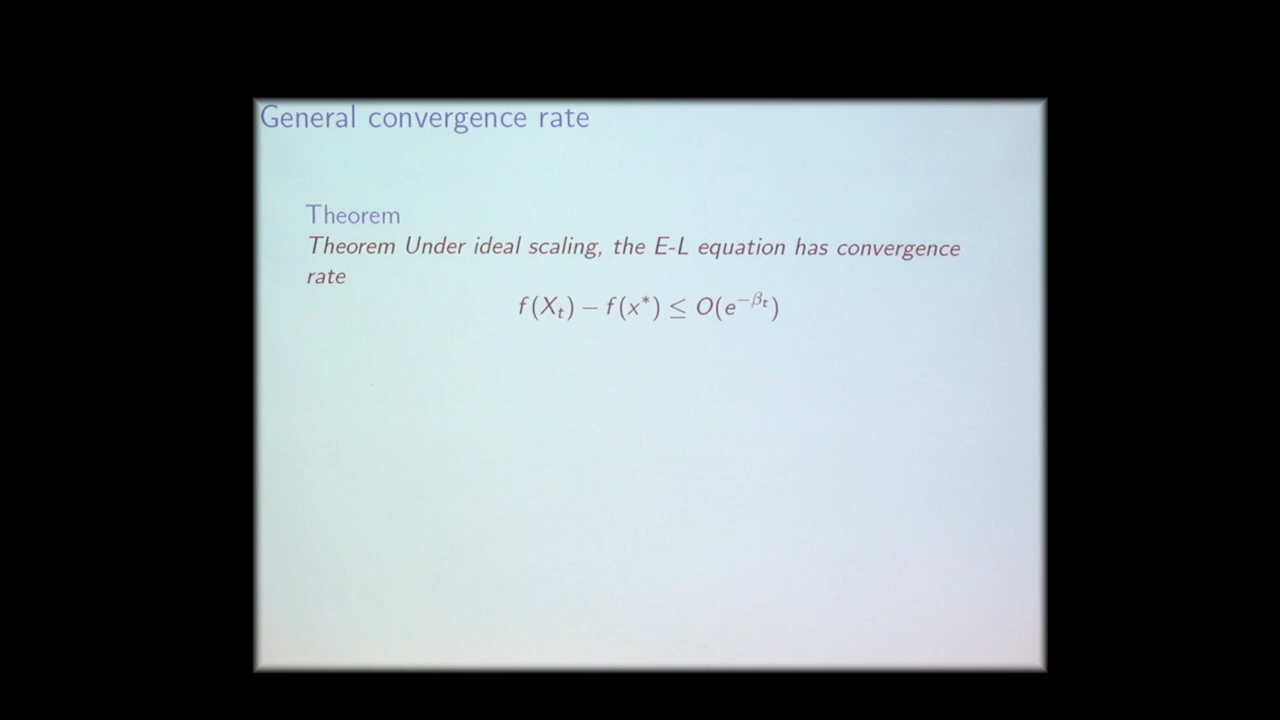 General convergence rate
Theorem
Theorem Under ideal scaling, the E-L equation has convergence
rate
f(X_t) − f(x*) ≤ O(e^{−β_t})